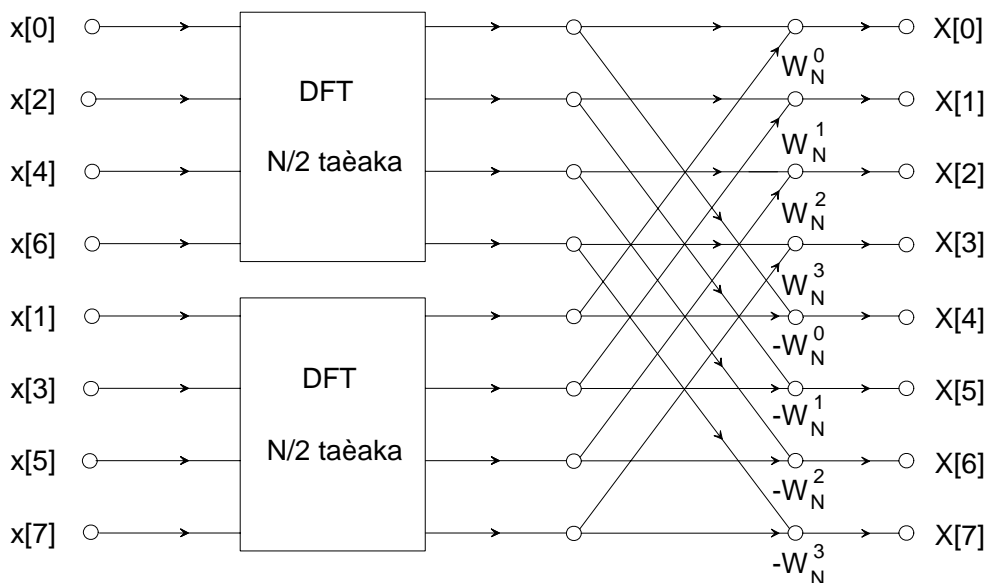 x[0]
x[2]
x[4]
x[6]
x[1]
x[3]
x[5]
x[7]
DFT
N/2 taèaka
DFT
N/2 taèaka
W_N^0
W_N^1
W_N^2
W_N^3
-W_N^0
-W_N^1
-W_N^2
-W_N^3
X[0]
X[1]
X[2]
X[3]
X[4]
X[5]
X[6]
X[7]